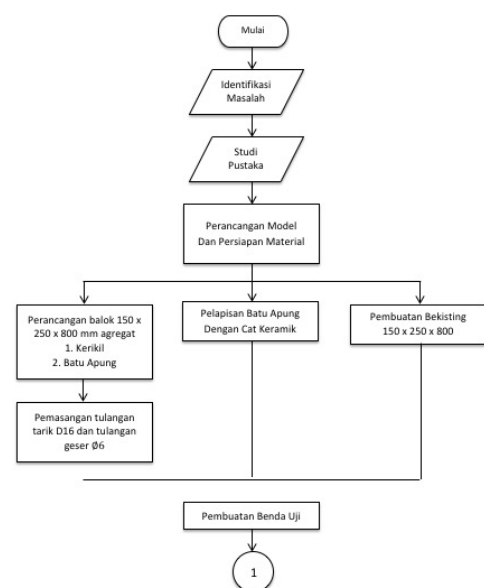 Mulai
Identifikasi
Masalah
Studi
Pustaka
Perancangan Model
Dan Persiapan Material
Perancangan balok 150 x
250 x 800 mm agregat
1. Kerikil
2. Batu Apung
Pelapisan Batu Apung
Dengan Cat Keramik
Pembuatan Bekisting
150 x 250 x 800
Pemasangan tulangan
tarik D16 dan tulangan
geser Ø6
Pembuatan Benda Uji
1